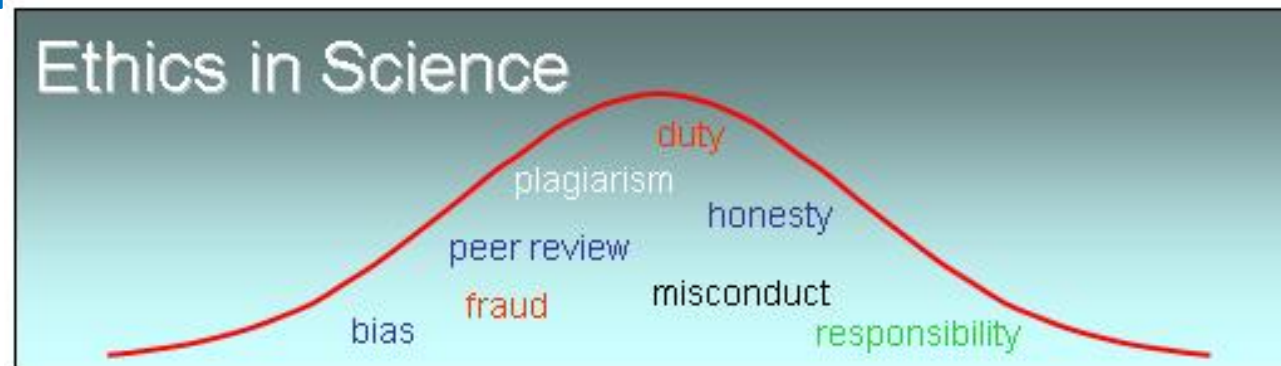 Ethics in Science
duty
plagiarism
honesty
peer review
misconduct
fraud
bias
responsibility